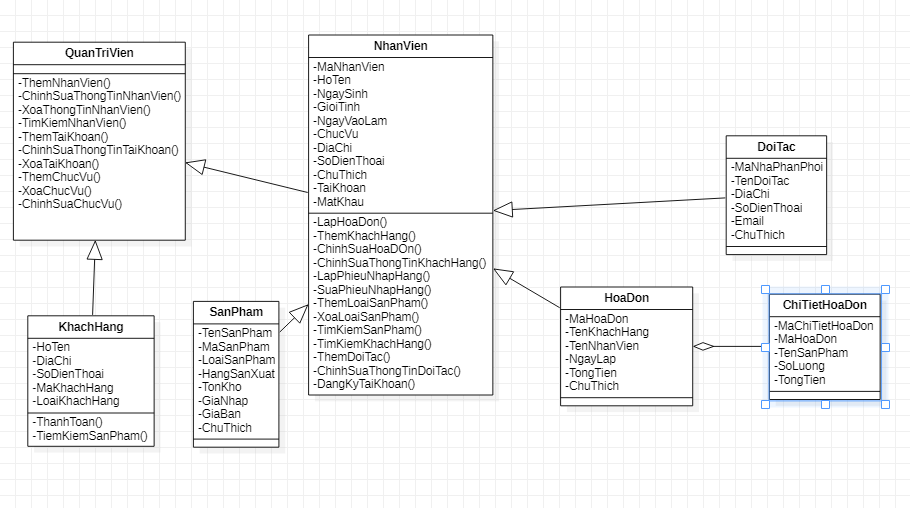 QuanTriVien
-ThemNhanVien()
-ChinhSuaThongTinNhanVien()
-XoaThongTinNhanVien()
-TimKiemNhanVien()
-ThemTaiKhoan()
-ChinhSuaThongTinTaiKhoan()
-XoaTaiKhoan()
-ThemChucVu()
-XoaChucVu()
-ChinhSuaChucVu()
NhanVien
-MaNhanVien
-HoTen
-NgaySinh
-GioiTinh
-NgayVaoLam
-ChucVu
-DiaChi
-SoDienThoai
-ChuThich
-TaiKhoan
-MatKhau
-LapHoaDon()
-ThemKhachHang()
-ChinhSuaHoaDOn()
-ChinhSuaThongTinKhachHang()
-LapPhieuNhapHang()
-SuaPhieuNhapHang()
-ThemLoaiSanPham()
-XoaLoaiSanPham()
-TimKiemSanPham()
-TimKiemKhachHang()
-ThemDoiTac()
-ChinhSuaThongTinDoiTac()
-DangKyTaiKhoan()
DoiTac
-MaNhaPhanPhoi
-TenDoiTac
-DiaChi
-SoDienThoai
-Email
-ChuThich
KhachHang
-HoTen
-DiaChi
-SoDienThoai
-MaKhachHang
-LoaiKhachHang
-ThanhToan()
-TiemKiemSanPham()
SanPham
-TenSanPham
-MaSanPham
-LoaiSanPham
-HangSanXuat
-TonKho
-GiaNhap
-GiaBan
-ChuThich
HoaDon
-MaHoaDon
-TenKhachHang
-TenNhanVien
-NgayLap
-TongTien
-ChuThich
ChiTietHoaDon
-MaChiTietHoaDon
-MaHoaDon
-TenSanPham
-SoLuong
-TongTien